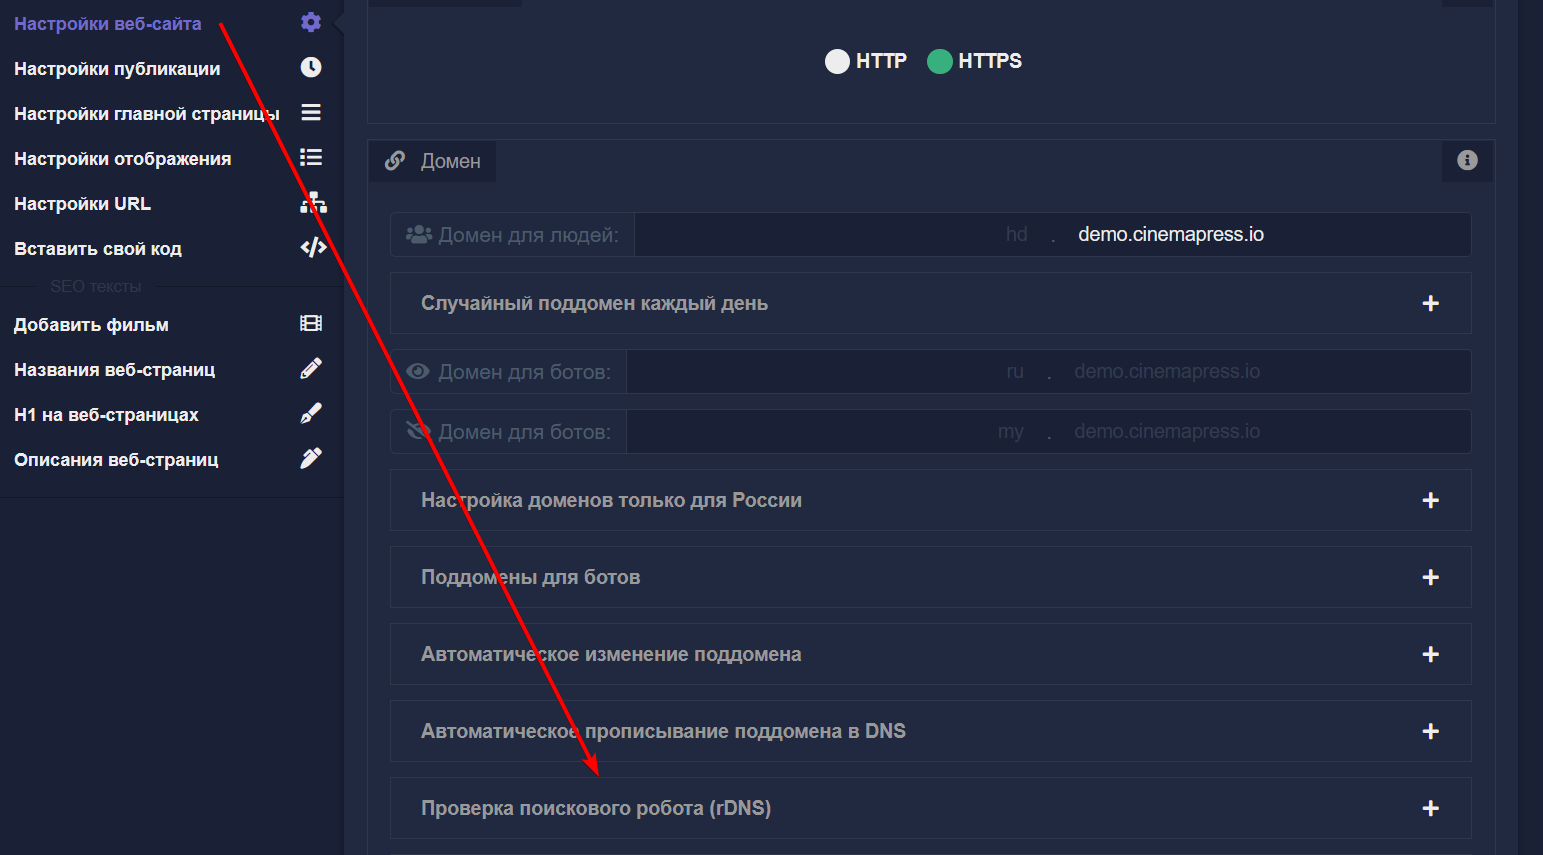 Настройки веб-сайта
Настройки публикации
Настройки главной страницы
Настройки отображения
Настройки URL
Вставить свой код
SEO тексты
Добавить фильм
Названия веб-страниц
H1 на веб-страницах
Описания веб-страниц
HTTP HTTPS
Домен
Домен для людей: hd . demo.cinemapress.io
Случайный поддомен каждый день
Домен для ботов: ru . demo.cinemapress.io
Домен для ботов: my . demo.cinemapress.io
Настройка доменов только для России
Поддомены для ботов
Автоматическое изменение поддомена
Автоматическое прописывание поддомена в DNS
Проверка поискового робота (rDNS)